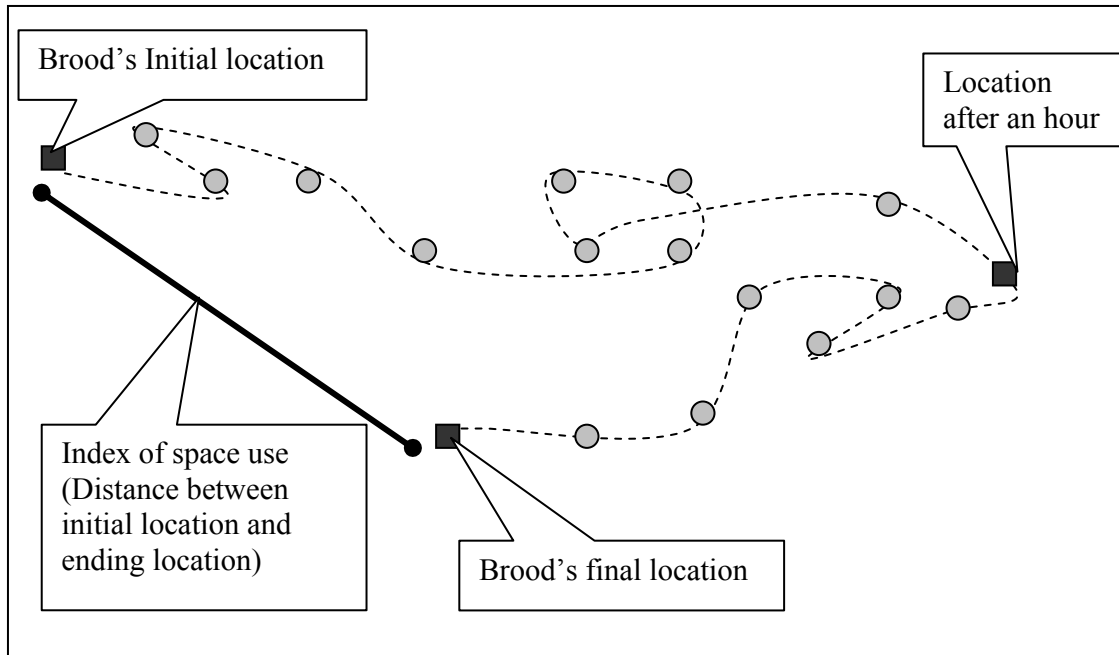 Brood’s Initial location
Location
after an hour
Index of space use
(Distance between
initial location and
ending location)
Brood’s final location